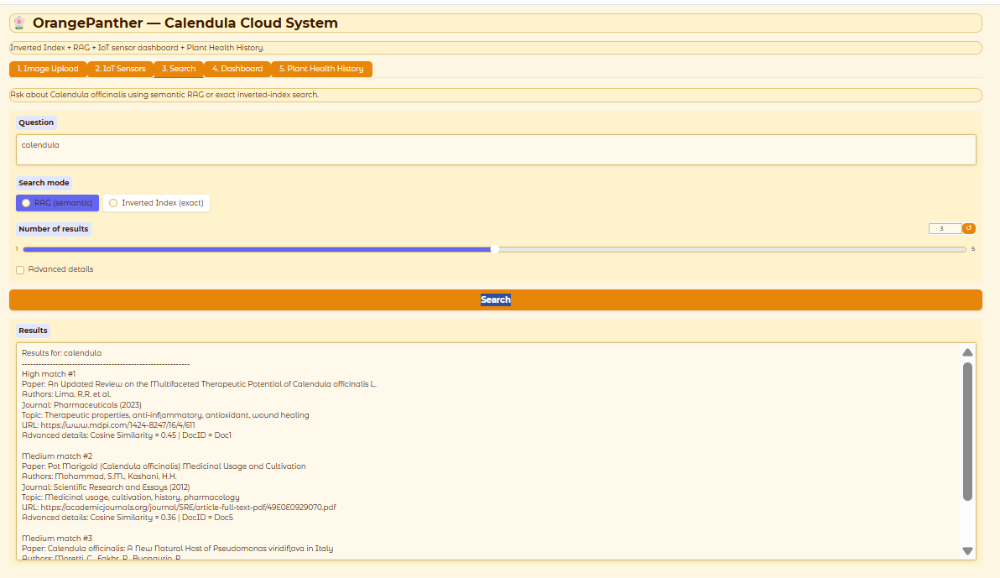 OrangePanther — Calendula Cloud System
Inverted Index + RAG + IoT sensor dashboard + Plant Health History.
1. Image Upload 2. IoT Sensors 3. Search 4. Dashboard 5. Plant Health History
Ask about Calendula officinalis using semantic RAG or exact inverted-index search.
Question
calendula
Search mode
RAG (semantic) Inverted Index (exact)
Number of results 3 ↺
1 5
Advanced details
Search
Results
Results for: calendula
------------------------------------------------------------
High match #1
Paper: An Updated Review on the Multifaceted Therapeutic Potential of Calendula officinalis L.
Authors: Lima, R.R. et al.
Journal: Pharmaceuticals (2023)
Topic: Therapeutic properties, anti-inflammatory, antioxidant, wound healing
URL: https://www.mdpi.com/1424-8247/16/4/611
Advanced details: Cosine Similarity = 0.45 | DocID = Doc1
Medium match #2
Paper: Pot Marigold (Calendula officinalis) Medicinal Usage and Cultivation
Authors: Mohammad, S.M., Kashani, H.H.
Journal: Scientific Research and Essays (2012)
Topic: Medicinal usage, cultivation, history, pharmacology
URL: https://academicjournals.org/journal/SRE/article-full-text-pdf/49E0E0929070.pdf
Advanced details: Cosine Similarity = 0.36 | DocID = Doc5
Medium match #3
Paper: Calendula officinalis: A New Natural Host of Pseudomonas viridiflava in Italy
Authors: Moretti, C., Fakhr, R., Buonaurio, R.